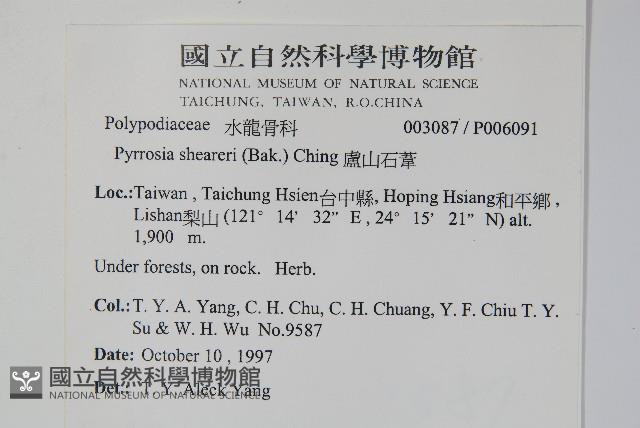 國立自然科學博物館
NATIONAL MUSEUM OF NATURAL SCIENCE
TAICHUNG, TAIWAN, R.O.CHINA
Polypodiaceae 水龍骨科 003087 / P006091
Pyrrosia sheareri (Bak.) Ching 盧山石葦
Loc.: Taiwan , Taichung Hsien台中縣, Hoping Hsiang和平鄉 ,
Lishan梨山 (121° 14’ 32” E , 24° 15’ 21” N) alt.
1,900 m.
Under forests, on rock. Herb.
Col.: T. Y. A. Yang, C. H. Chu, C. H. Chuang, Y. F. Chiu T. Y.
Su & W. H. Wu No.9587
Date: October 10 , 1997
Det.: T. Y. Aleck Yang
國立自然科學博物館
NATIONAL MUSEUM OF NATURAL SCIENCE